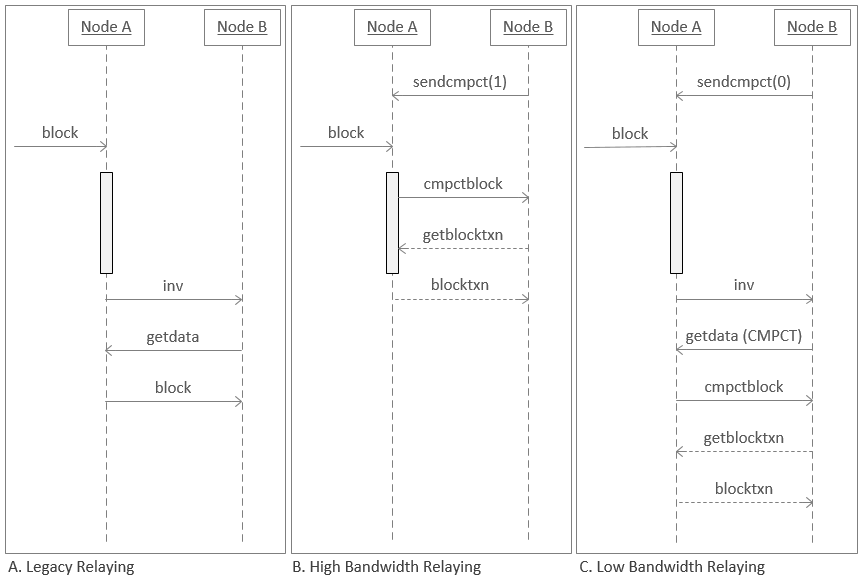 Node A
Node B
block
inv
getdata
block
A. Legacy Relaying
Node A
Node B
sendcmpct(1)
block
cmpctblock
getblocktxn
blocktxn
B. High Bandwidth Relaying
Node A
Node B
sendcmpct(0)
block
inv
getdata (CMPCT)
cmpctblock
getblocktxn
blocktxn
C. Low Bandwidth Relaying